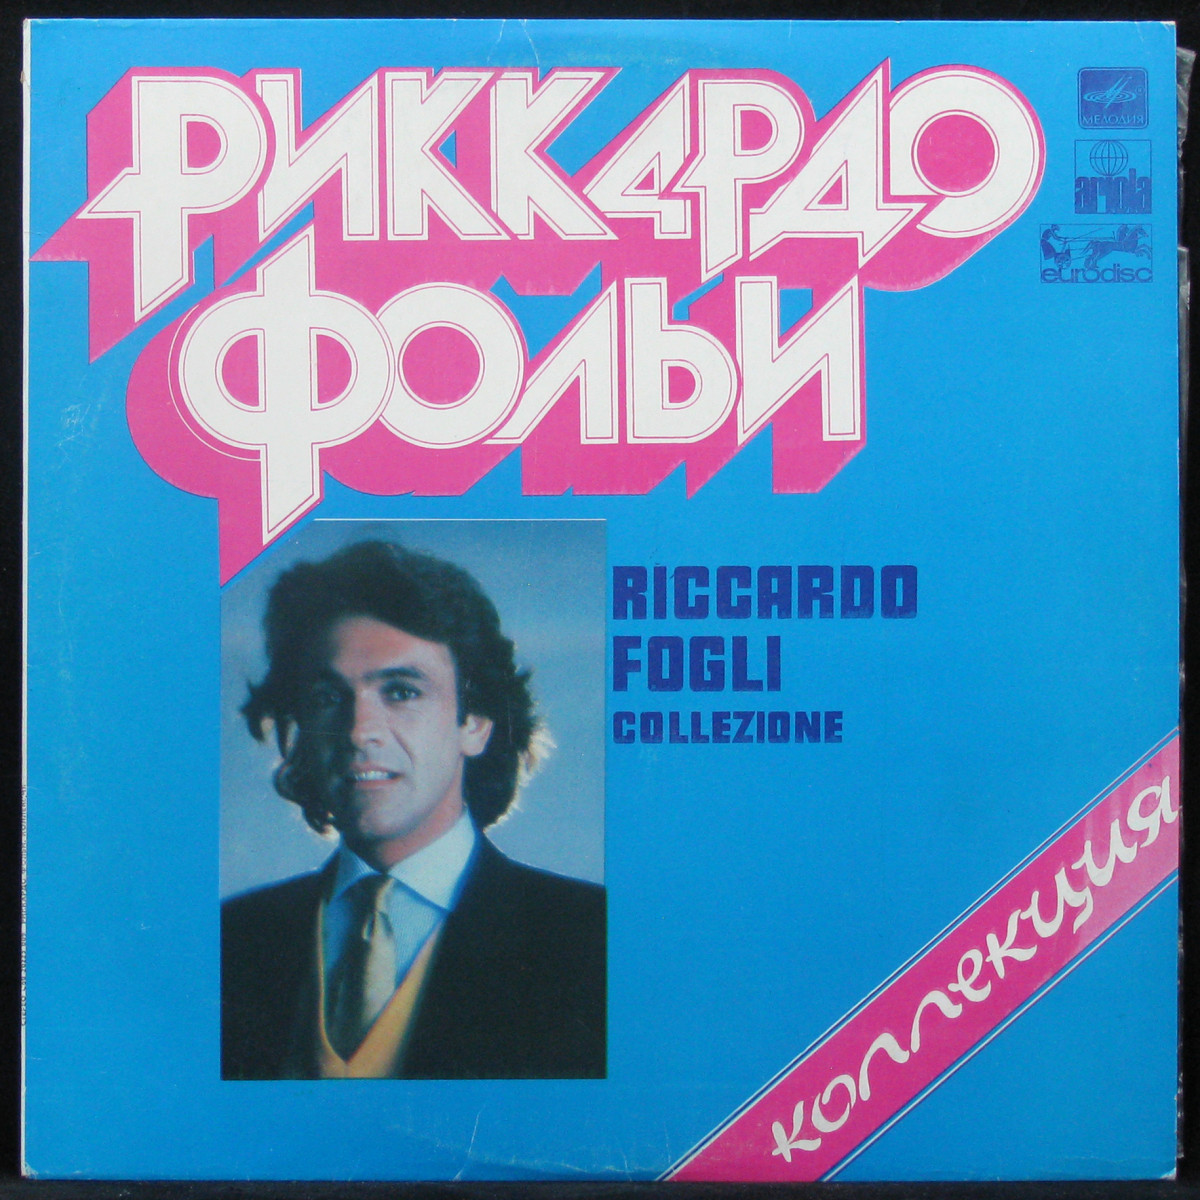 РИККАРДО
ФОЛЬИ
МЕЛОДИЯ
ariola
eurodisc
RICCARDO
FOGLI
COLLEZIONE
коллекция